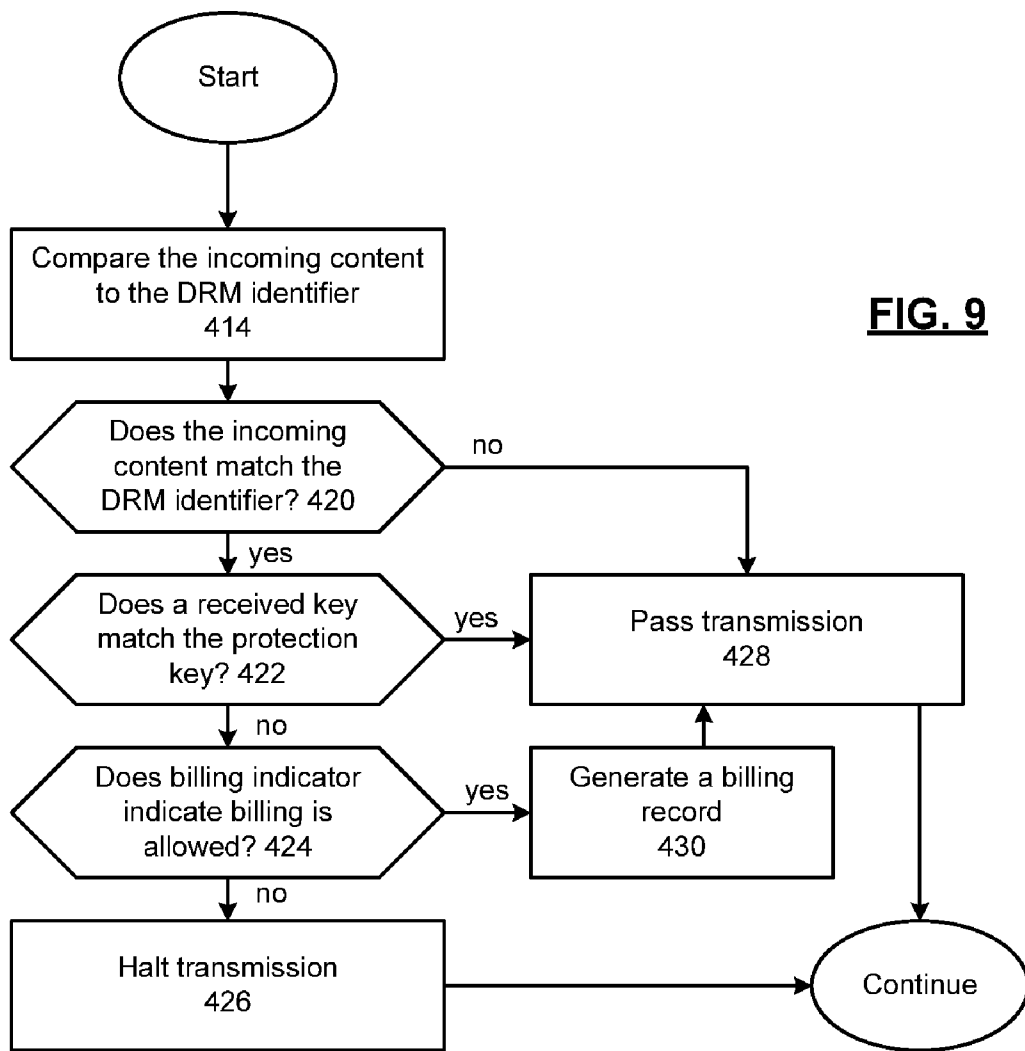 Start
Compare the incoming content
to the DRM identifier
414
FIG. 9
Does the incoming
content match the
DRM identifier? 420
no
yes
Does a received key
match the protection
key? 422
yes
Pass transmission
428
no
Does billing indicator
indicate billing is
allowed? 424
yes
Generate a billing
record
430
no
Halt transmission
426
Continue